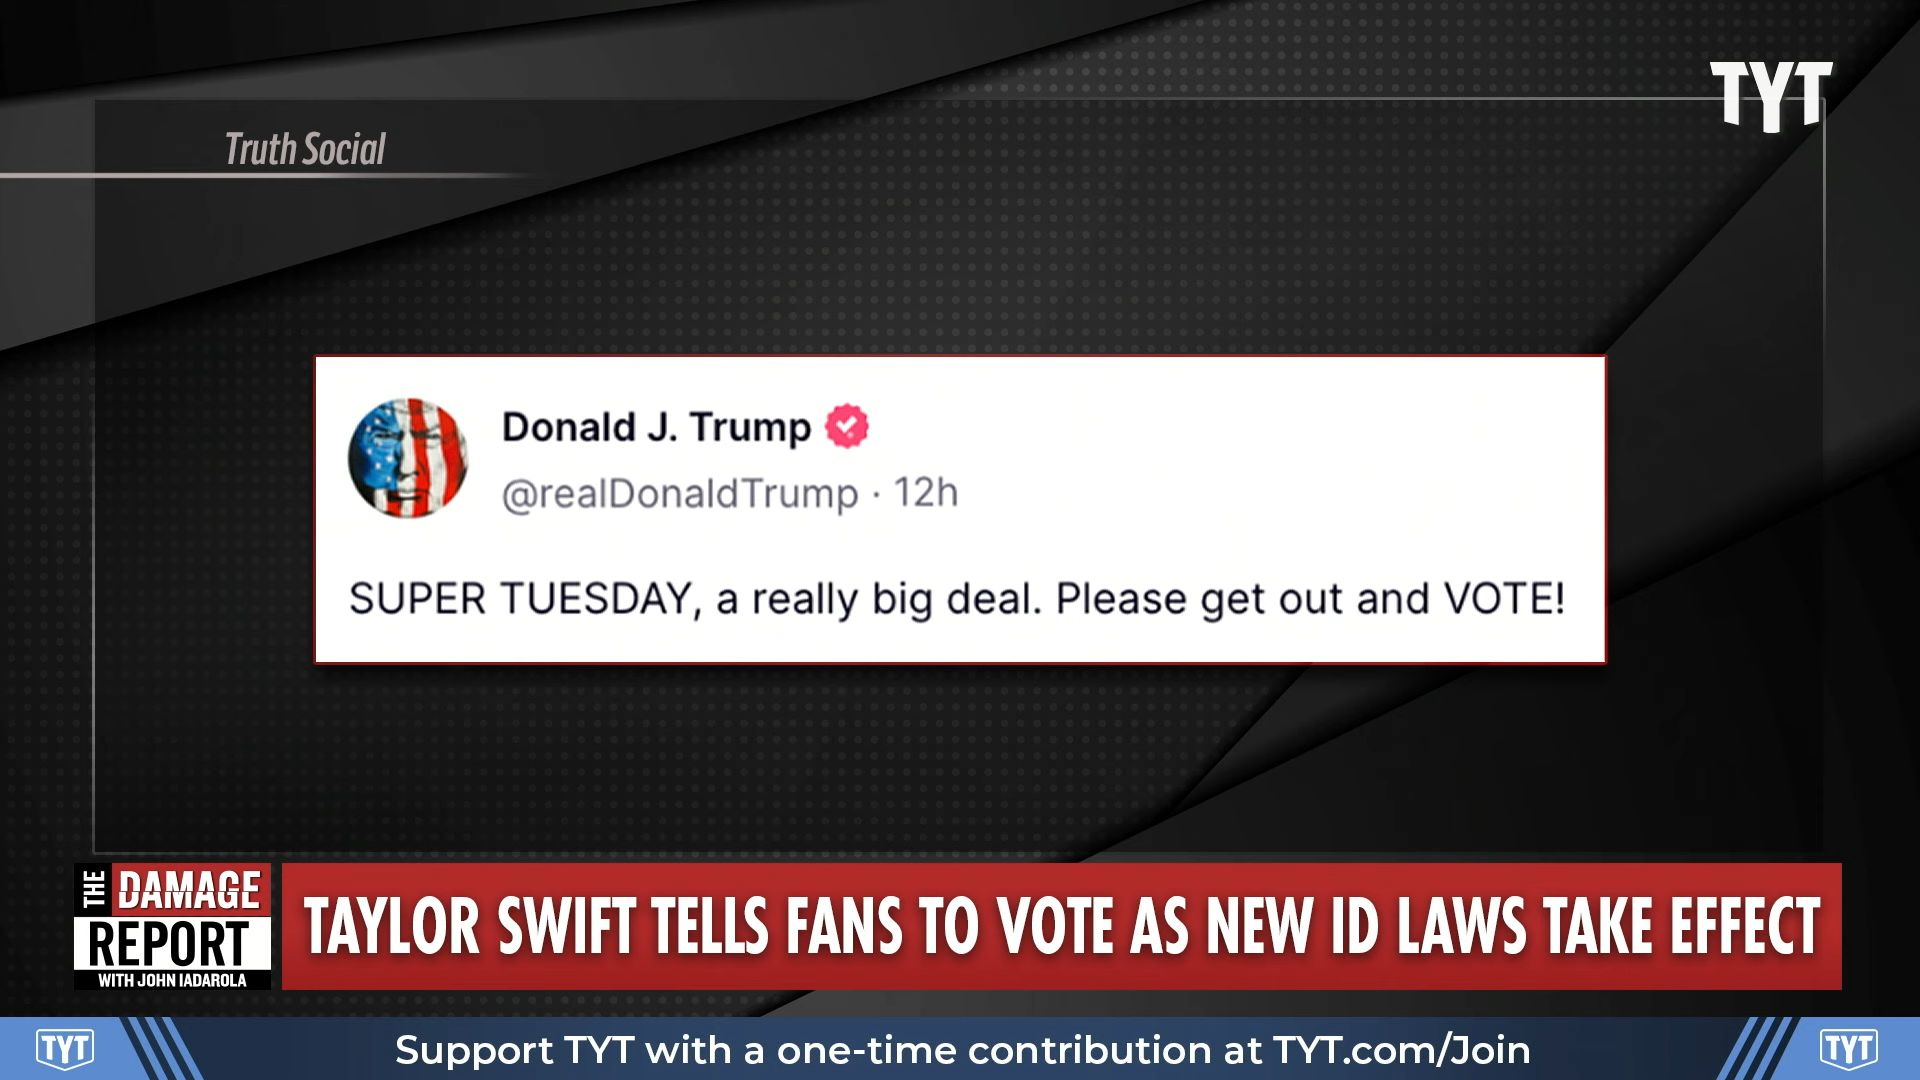 TYT
Truth Social
Donald J. Trump
@realDonaldTrump · 12h
SUPER TUESDAY, a really big deal. Please get out and VOTE!
THE DAMAGE
REPORT
WITH JOHN IADAROLA
TAYLOR SWIFT TELLS FANS TO VOTE AS NEW ID LAWS TAKE EFFECT
TYT
Support TYT with a one-time contribution at TYT.com/Join
TYT